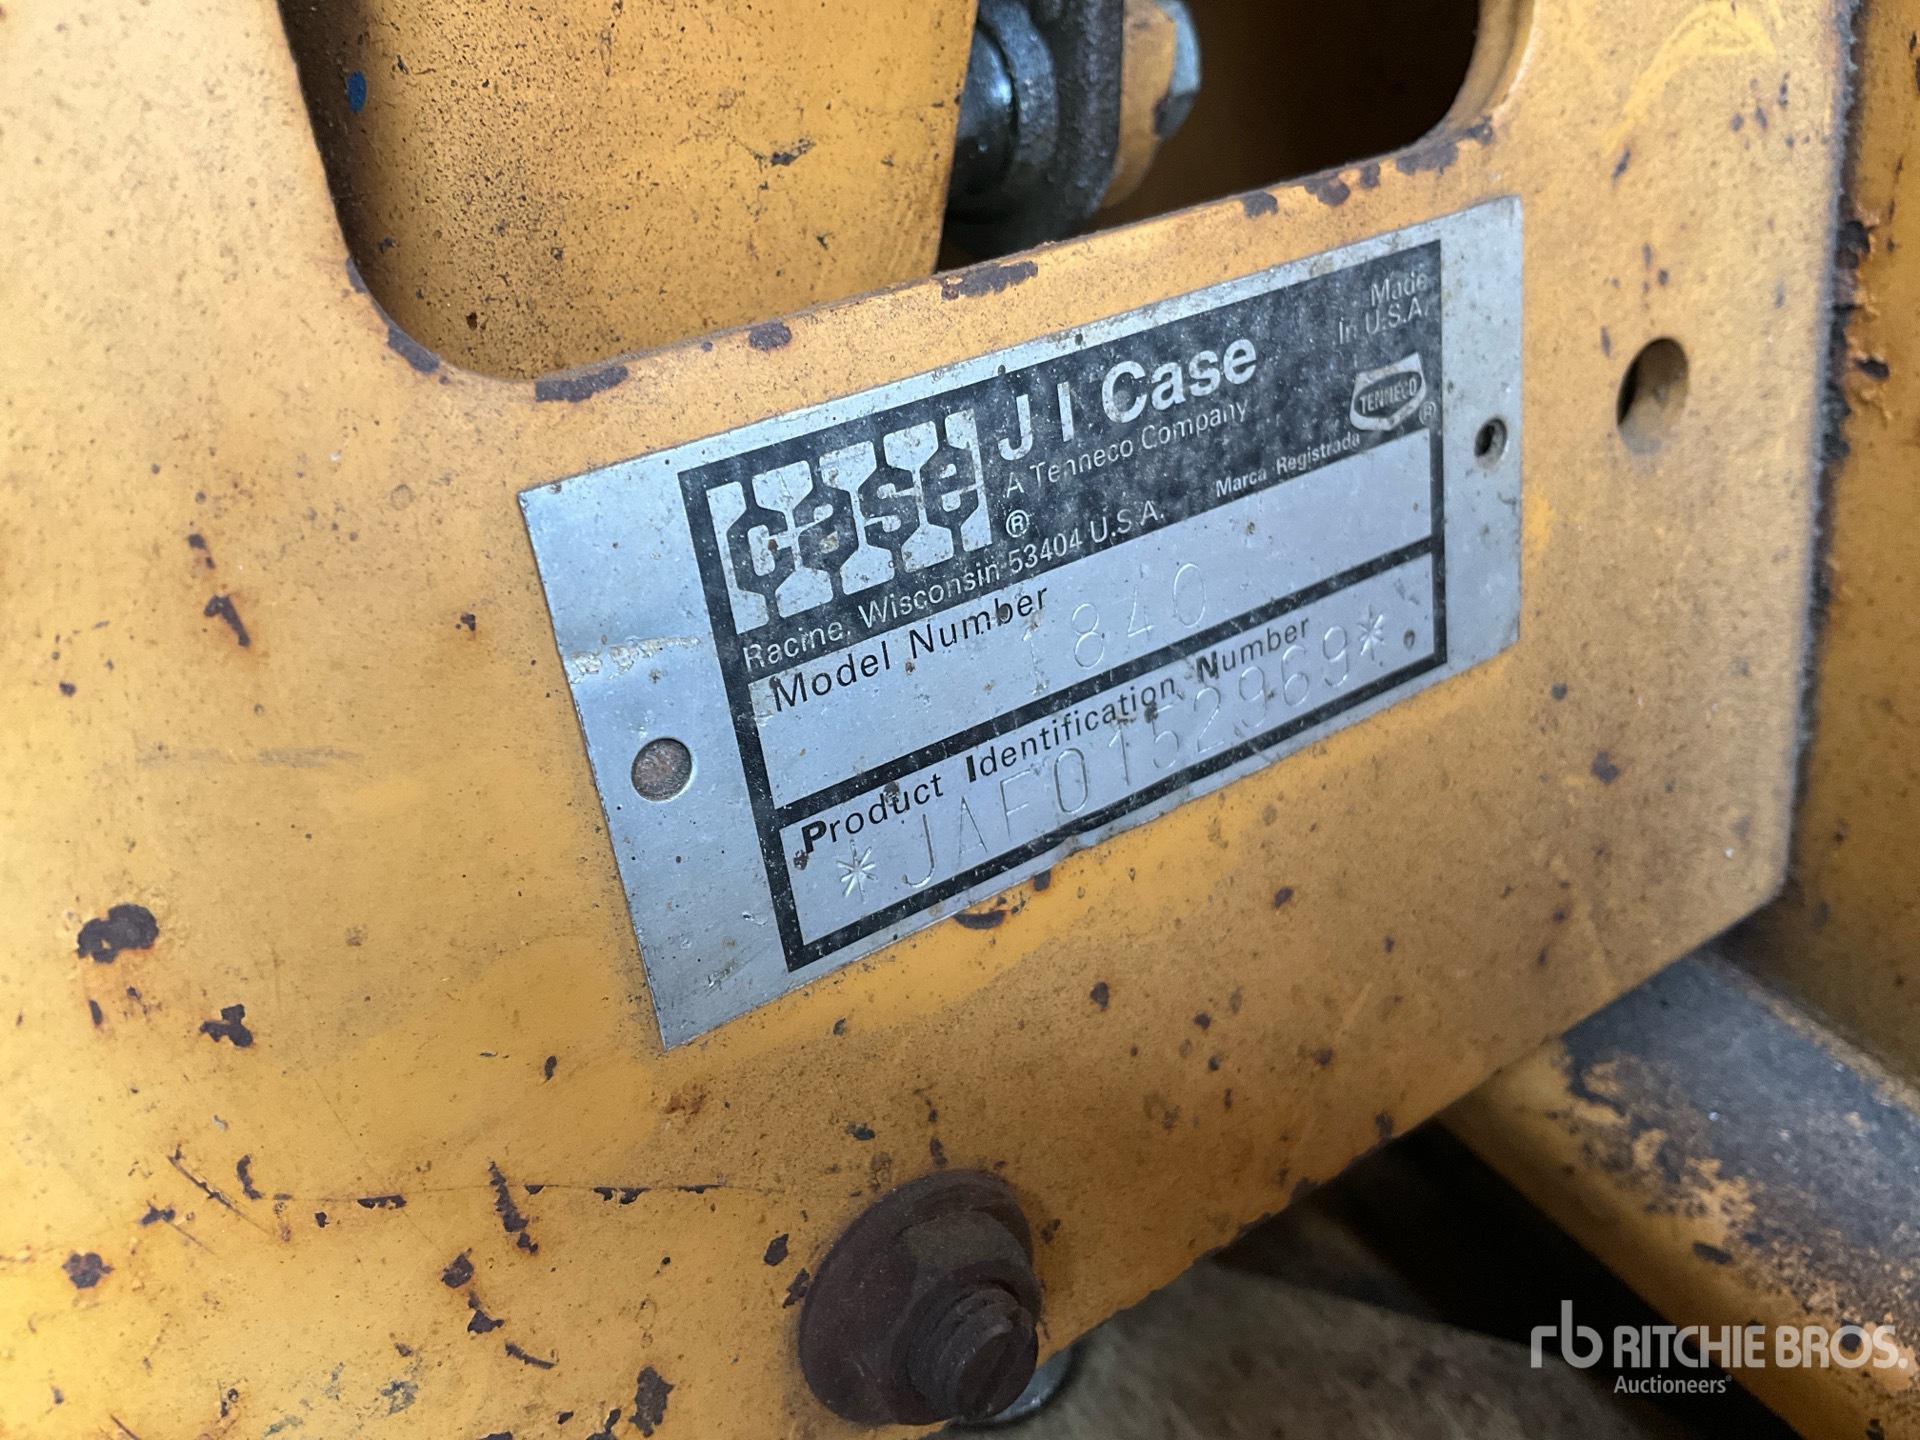 case
J I Case
A Tenneco Company
®
Racine, Wisconsin 53404 U.S.A.
Made
In U.S.A.
TENNECO
®
Marca Registrada
Model Number
1840
Product Identification Number
*JAF0152969*
rb RITCHIE BROS.
Auctioneers